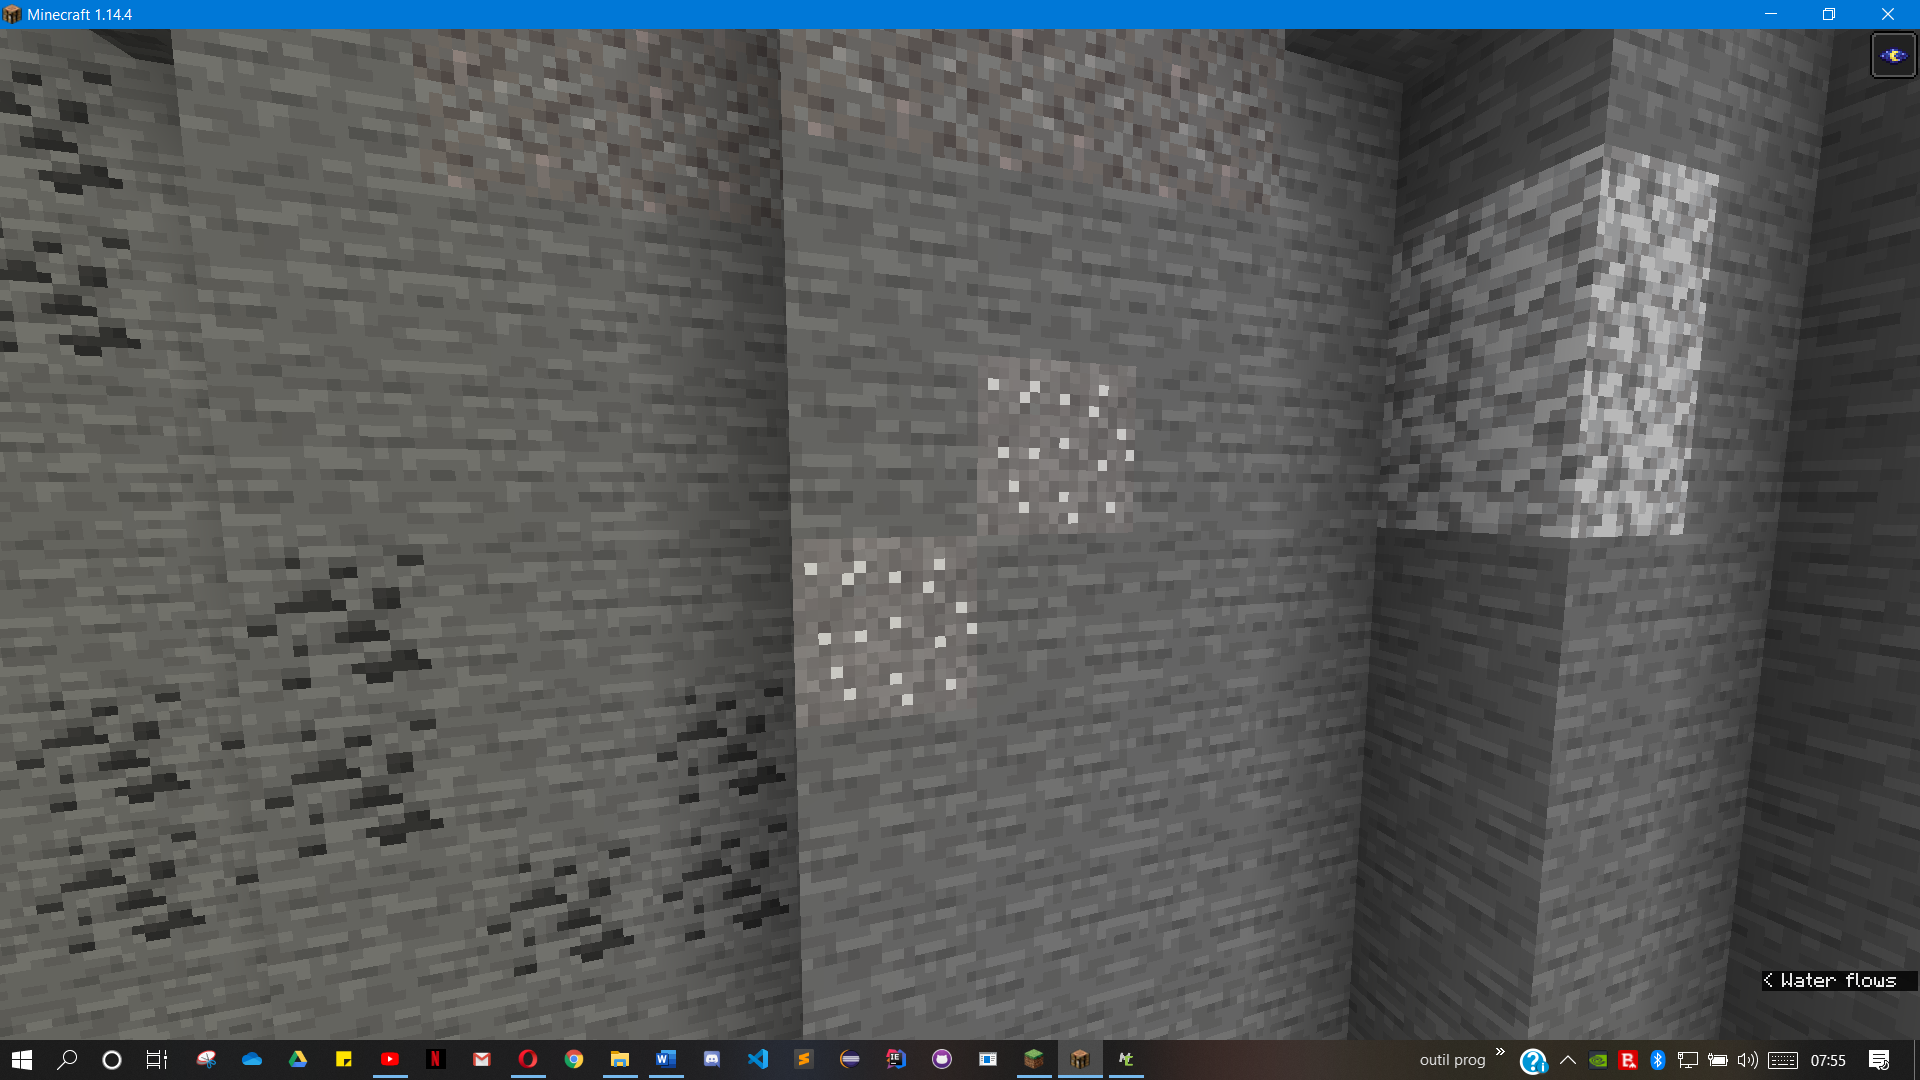 Minecraft 1.14.4
< Water flows
outil prog
07:55